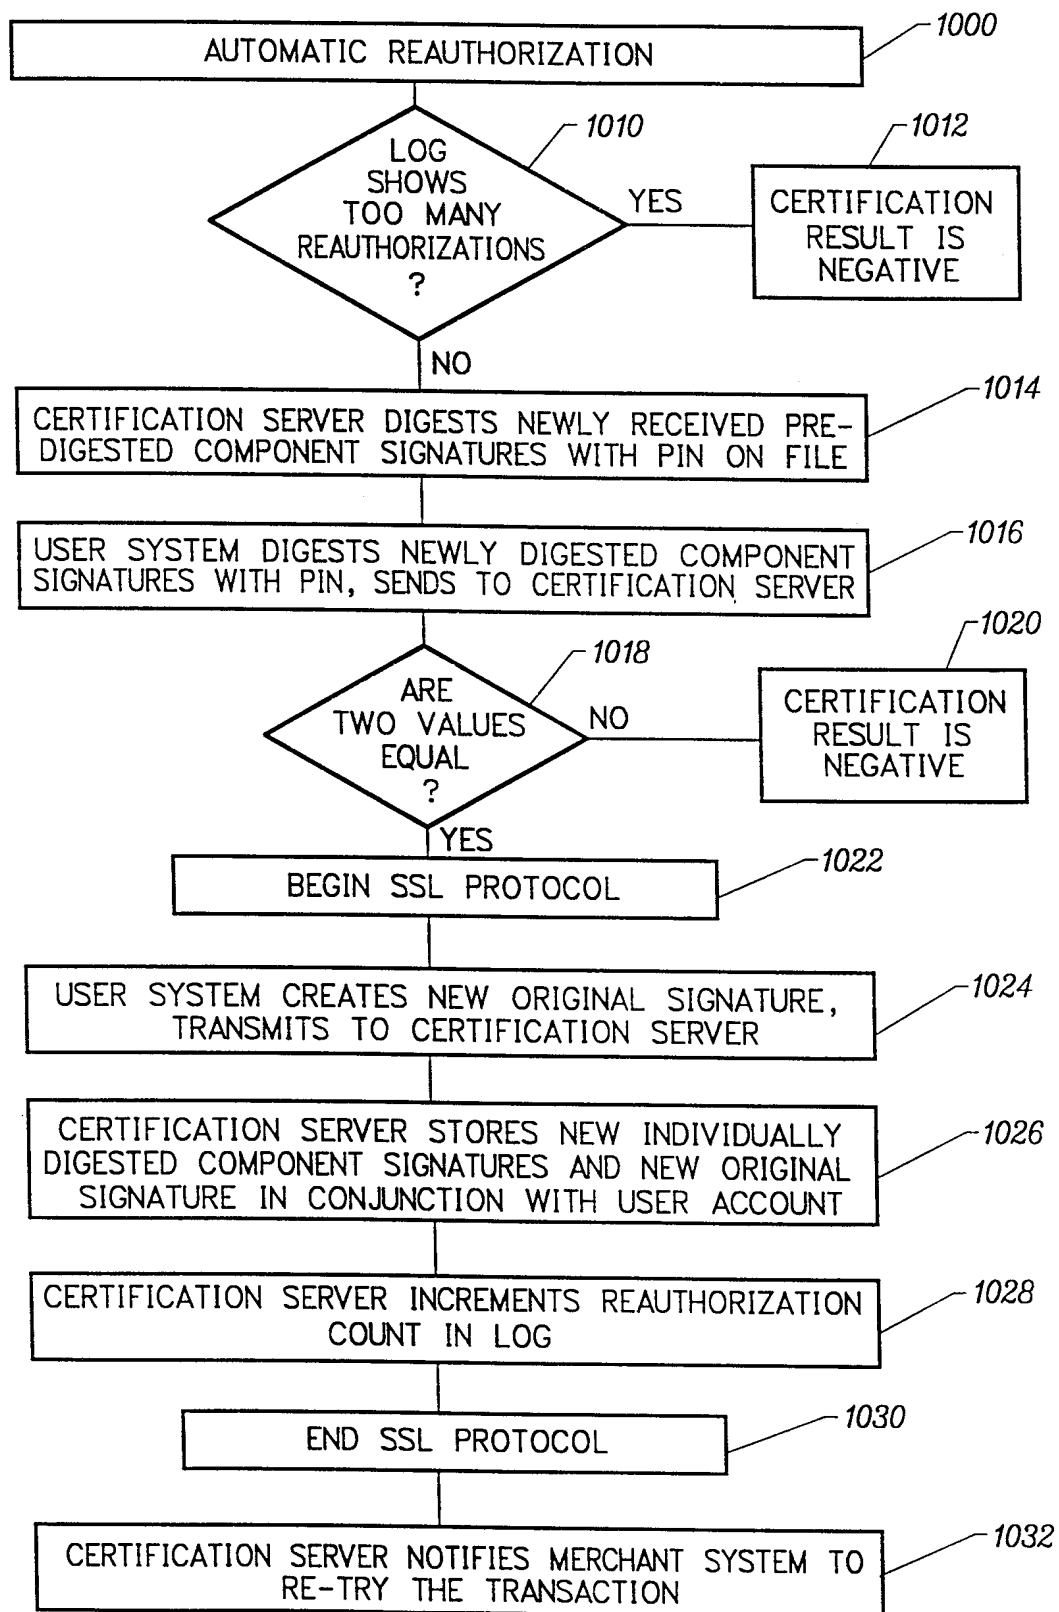 1000
AUTOMATIC REAUTHORIZATION
1010
LOG
SHOWS
TOO MANY
REAUTHORIZATIONS
?
YES
1012
CERTIFICATION
RESULT IS
NEGATIVE
NO
1014
CERTIFICATION SERVER DIGESTS NEWLY RECEIVED PRE-
DIGESTED COMPONENT SIGNATURES WITH PIN ON FILE
1016
USER SYSTEM DIGESTS NEWLY DIGESTED COMPONENT
SIGNATURES WITH PIN, SENDS TO CERTIFICATION SERVER
1018
ARE
TWO VALUES
EQUAL
?
NO
1020
CERTIFICATION
RESULT IS
NEGATIVE
YES
1022
BEGIN SSL PROTOCOL
1024
USER SYSTEM CREATES NEW ORIGINAL SIGNATURE,
TRANSMITS TO CERTIFICATION SERVER
1026
CERTIFICATION SERVER STORES NEW INDIVIDUALLY
DIGESTED COMPONENT SIGNATURES AND NEW ORIGINAL
SIGNATURE IN CONJUNCTION WITH USER ACCOUNT
1028
CERTIFICATION SERVER INCREMENTS REAUTHORIZATION
COUNT IN LOG
1030
END SSL PROTOCOL
1032
CERTIFICATION SERVER NOTIFIES MERCHANT SYSTEM TO
RE-TRY THE TRANSACTION